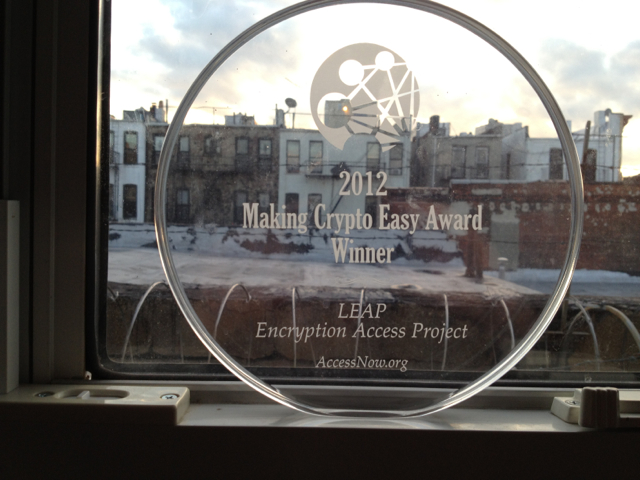 2012
Making Crypto Easy Award
Winner
LEAP
Encryption Access Project
AccessNow.org